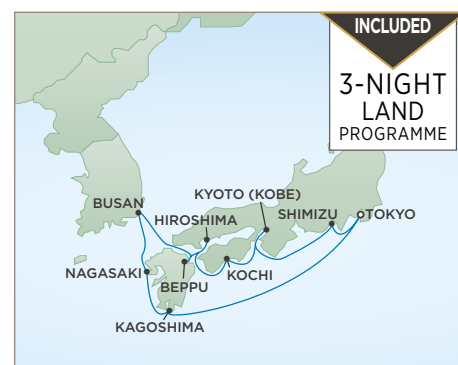 INCLUDED
3-NIGHT
LAND
PROGRAMME
KYOTO (KOBE)
BUSAN
HIROSHIMA
SHIMIZU
TOKYO
NAGASAKI
BEPPU
KOCHI
KAGOSHIMA